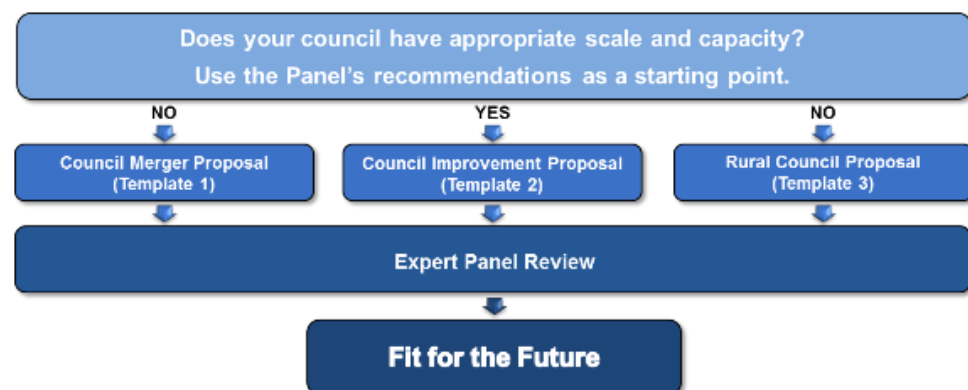 Does your council have appropriate scale and capacity?
Use the Panel's recommendations as a starting point.
NO
YES
NO
Council Merger Proposal
(Template 1)
Council Improvement Proposal
(Template 2)
Rural Council Proposal
(Template 3)
Expert Panel Review
Fit for the Future